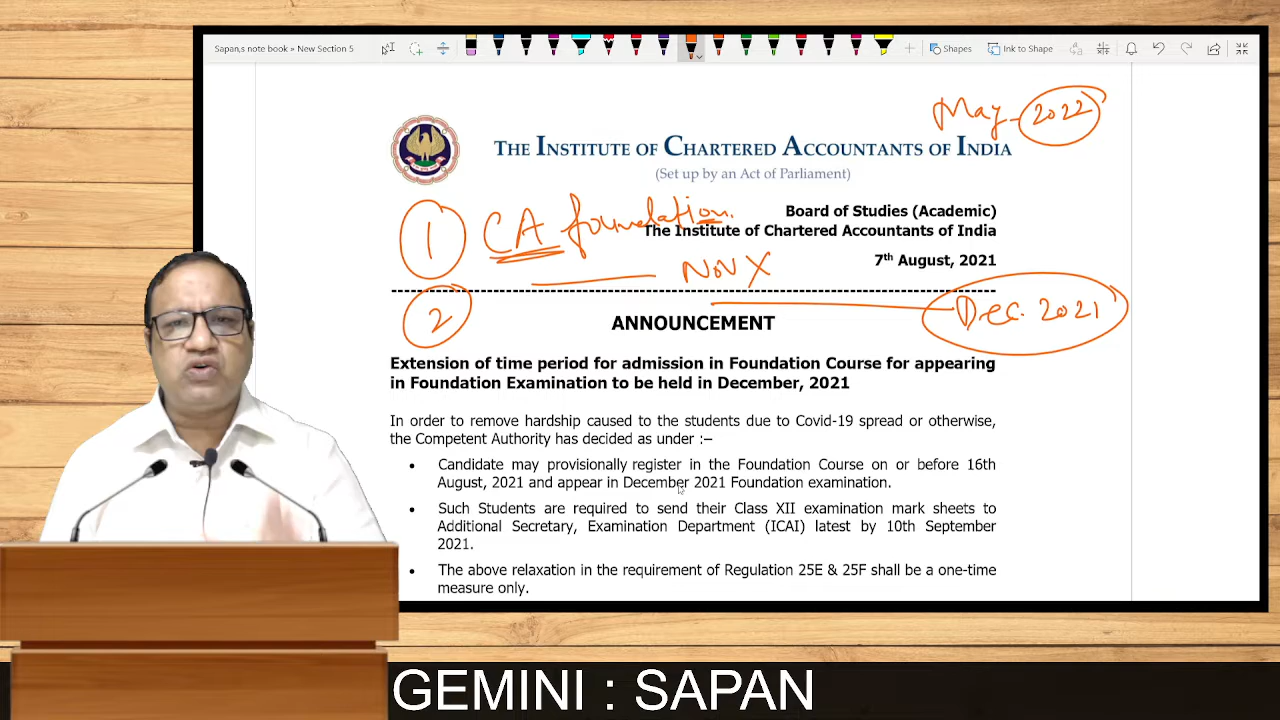 Sapan,s note book » New Section 5
Shapes
Ink to Shape
May 2022
THE INSTITUTE OF CHARTERED ACCOUNTANTS OF INDIA
(Set up by an Act of Parliament)
1 CA foundation.
Board of Studies (Academic)
The Institute of Chartered Accountants of India
Nov X
7th August, 2021
2
Dec. 2021
ANNOUNCEMENT
Extension of time period for admission in Foundation Course for appearing
in Foundation Examination to be held in December, 2021
In order to remove hardship caused to the students due to Covid-19 spread or otherwise,
the Competent Authority has decided as under :–
• Candidate may provisionally register in the Foundation Course on or before 16th
August, 2021 and appear in December 2021 Foundation examination.
• Such Students are required to send their Class XII examination mark sheets to
Additional Secretary, Examination Department (ICAI) latest by 10th September
2021.
• The above relaxation in the requirement of Regulation 25E & 25F shall be a one-time
measure only.
GEMINI : SAPAN